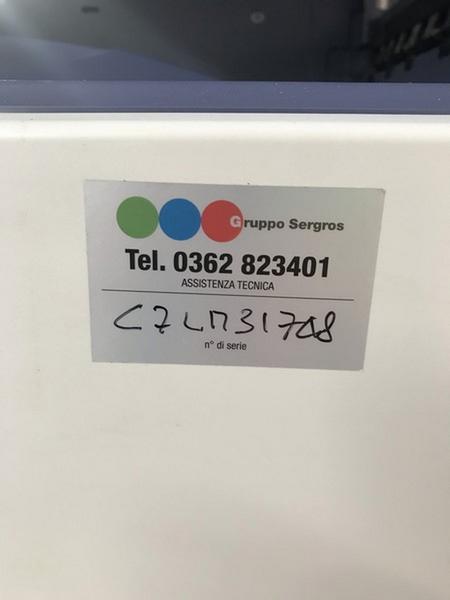 Gruppo Sergros
Tel. 0362 823401
ASSISTENZA TECNICA
C7LM31708
n° di serie